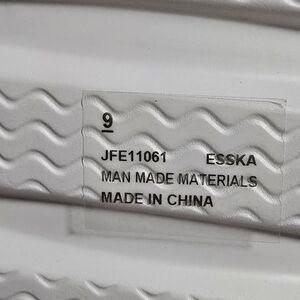 9
JFE11061 ESSKA
MAN MADE MATERIALS
MADE IN CHINA